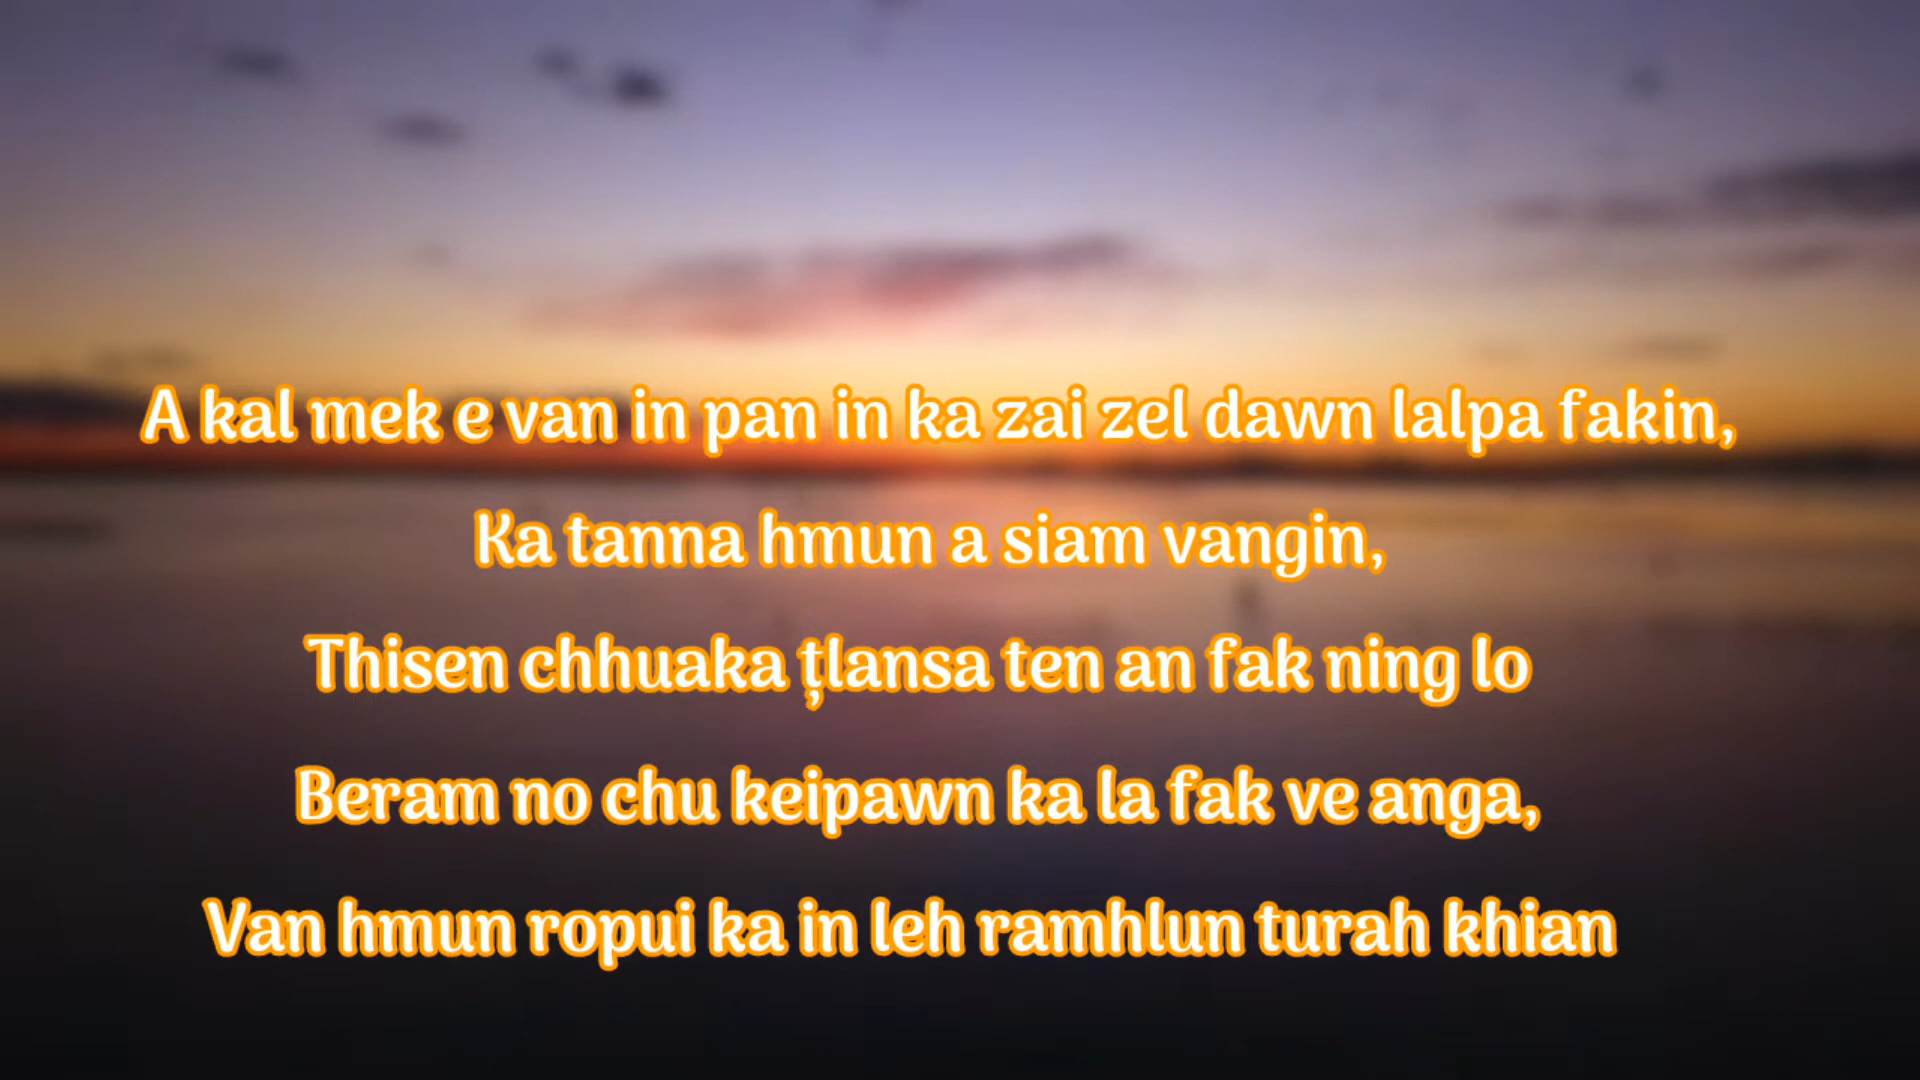 A kal mek e van in pan in ka zai zel dawn lalpa fakin,
Ka tanna hmun a siam vangin,
Thisen chhuaka țlansa ten an fak ning lo
Beram no chu keipawn ka la fak ve anga,
Van hmun ropui ka in leh ramhlun turah khian